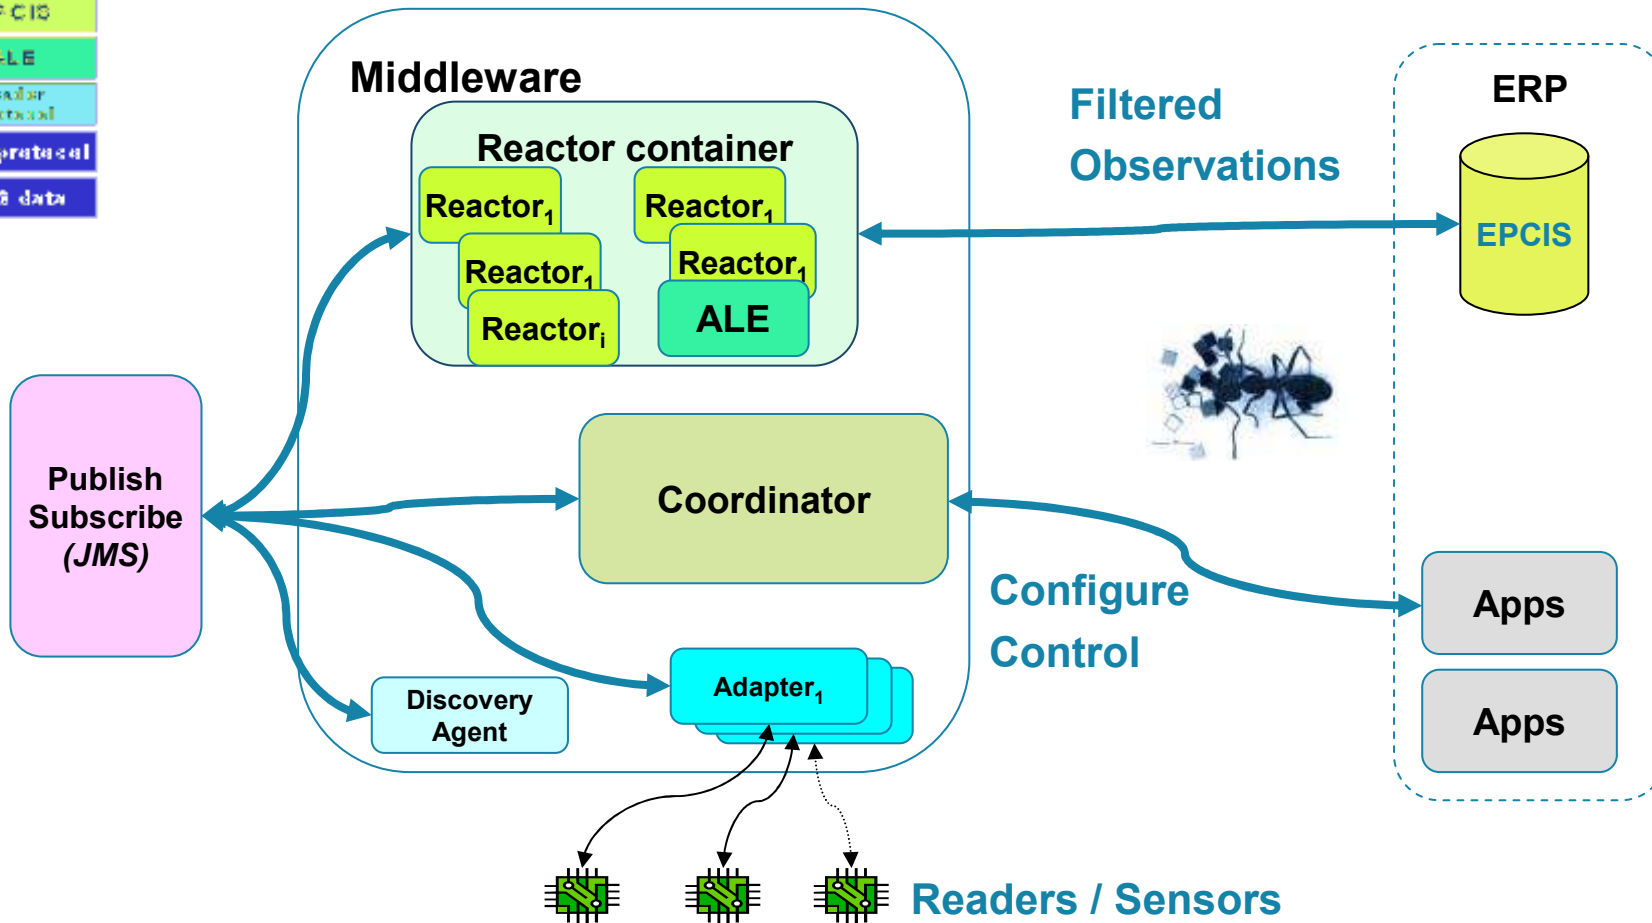 Middleware
Reactor container
Reactor1
Reactor1
Reactor1
Reactor1
Reactori
ALE
Filtered
Observations
ERP
EPCIS
Publish
Subscribe
(JMS)
Coordinator
Configure
Control
Apps
Apps
Discovery
Agent
Adapter1
Readers / Sensors
data